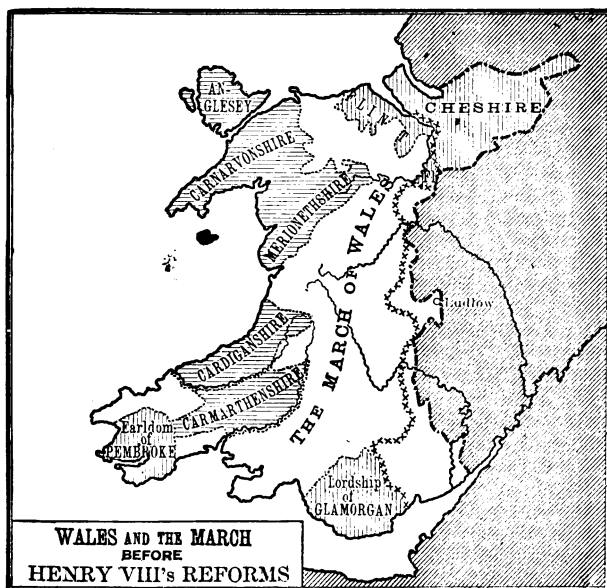 AN-
GLESEY
CARNARVONSHIRE
FLINT
CHESHIRE
MERIONETHSHIRE
THE MARCH OF WALES
Ludlow
CARDIGANSHIRE
CARMARTHENSHIRE
Earldom
of
PEMBROKE
Lordship
of
GLAMORGAN
WALES AND THE MARCH
BEFORE
HENRY VIII's REFORMS